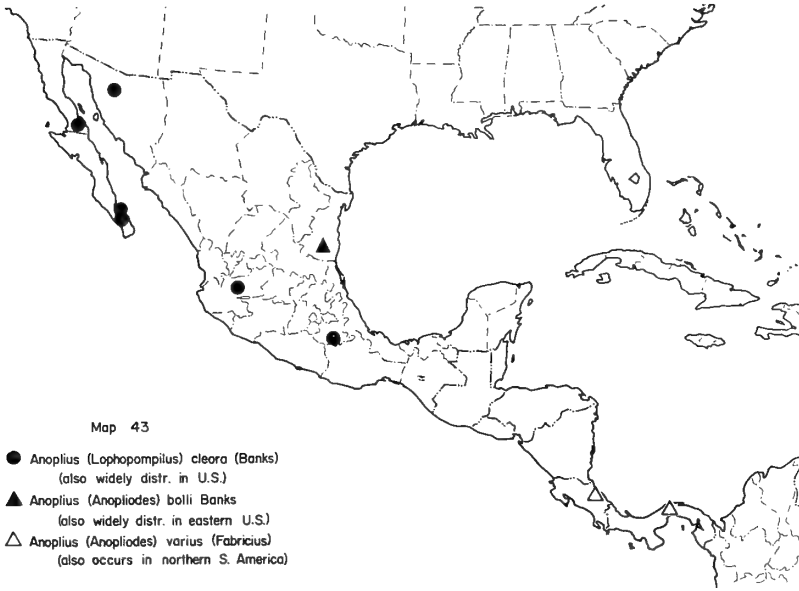 Map 43
Anoplius (Lophopompilus) cleora (Banks)
(also widely distr. in U.S.)
Anoplius (Anopliodes) bolli Banks
(also widely distr. in eastern U.S.)
Anoplius (Anopliodes) varius (Fabricius)
(also occurs in northern S. America)